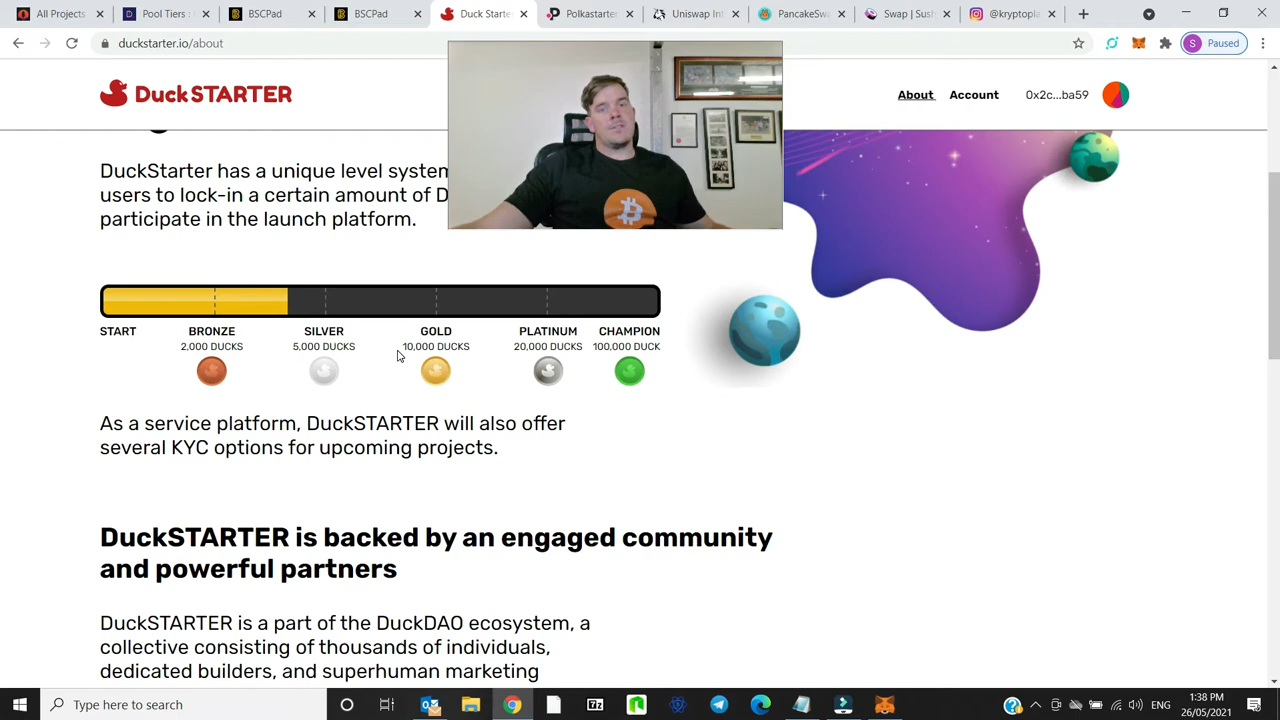 All Projects
Pool Tiers :
BSCPad
BSCPad
Duck Starte
Polkastarter
Uniswap
PancakeSw
Swap | Sush
@kryptopl
duckstarter.io/about
S Paused
DuckSTARTER
About
Account
0x2c...ba59
DuckStarter has a unique level system
users to lock-in a certain amount of D
participate in the launch platform.
START
BRONZE
SILVER
GOLD
PLATINUM
CHAMPION
2,000 DUCKS
5,000 DUCKS
10,000 DUCKS
20,000 DUCKS
100,000 DUCK
As a service platform, DuckSTARTER will also offer
several KYC options for upcoming projects.
DuckSTARTER is backed by an engaged community
and powerful partners
DuckSTARTER is a part of the DuckDAO ecosystem, a
collective consisting of thousands of individuals,
dedicated builders, and superhuman marketing
Type here to search
ENG
1:38 PM
26/05/2021